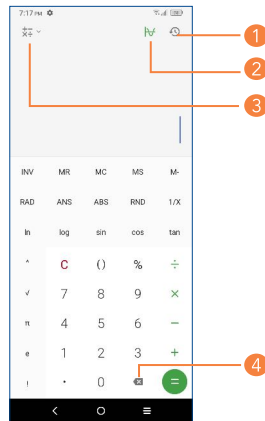 7:17 PM
1
2
3
INV MR MC MS M-
RAD ANS ABS RND 1/X
ln log sin cos tan
^ C () % ÷
√ 7 8 9 ×
π 4 5 6 −
e 1 2 3 +
4
! . 0 =